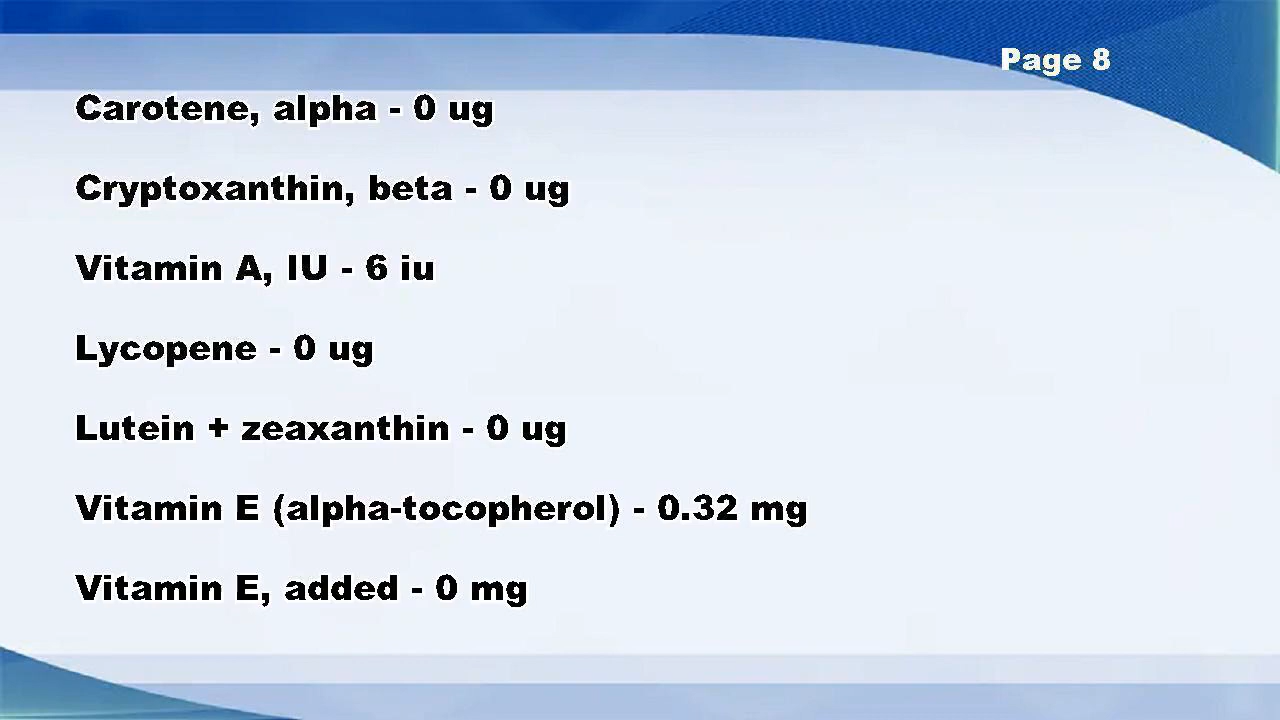 Page 8
Carotene, alpha - 0 ug
Cryptoxanthin, beta - 0 ug
Vitamin A, IU - 6 iu
Lycopene - 0 ug
Lutein + zeaxanthin - 0 ug
Vitamin E (alpha-tocopherol) - 0.32 mg
Vitamin E, added - 0 mg